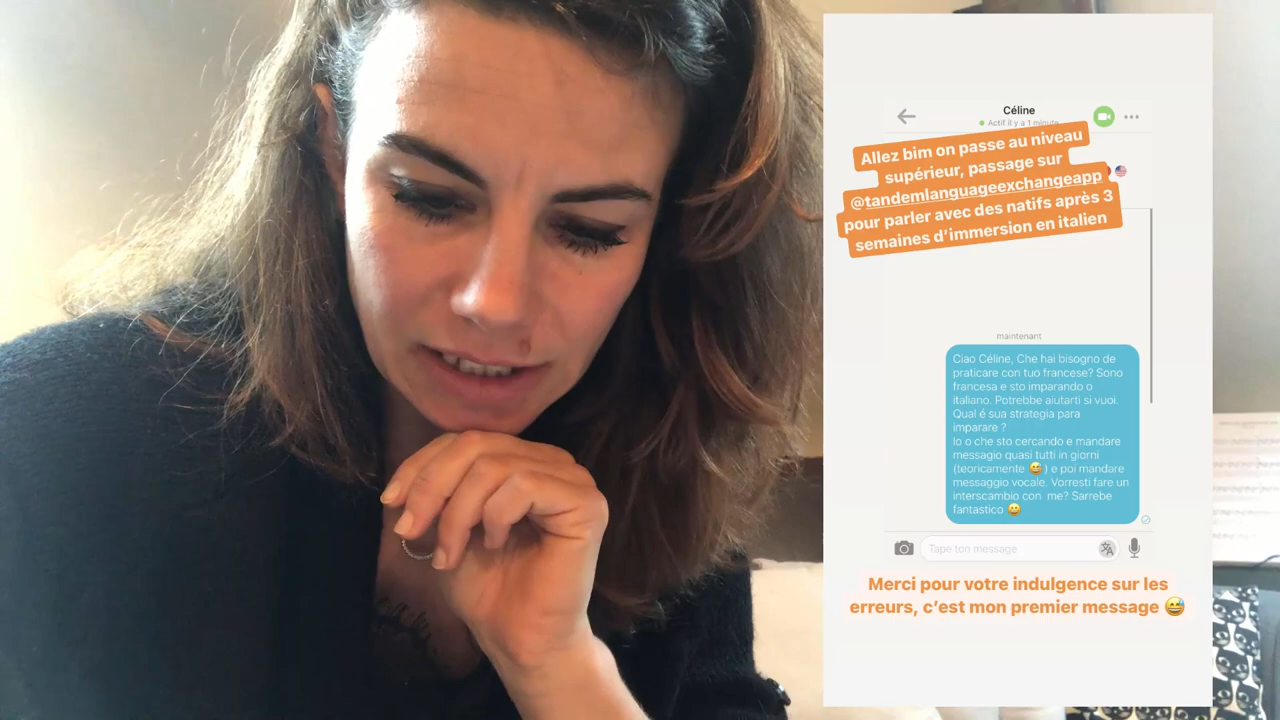 Céline
Actif il y a 1 minute
Allez bim on passe au niveau
supérieur, passage sur
@tandemlanguageexchangeapp
pour parler avec des natifs après 3
semaines d’immersion en italien
maintenant
Ciao Céline, Che hai bisogno de
praticare con tuo francese? Sono
francesa e sto imparando o
italiano. Potrebbe aiutarti si vuoi.
Qual é sua strategia para
imparare ?
Io o che sto cercando e mandare
messagio quasi tutti in giorni
(teoricamente 😅) e poi mandare
messaggio vocale. Vorresti fare un
interscambio con me? Sarrebe
fantastico 😀
Tape ton message
Merci pour votre indulgence sur les
erreurs, c’est mon premier message 😅